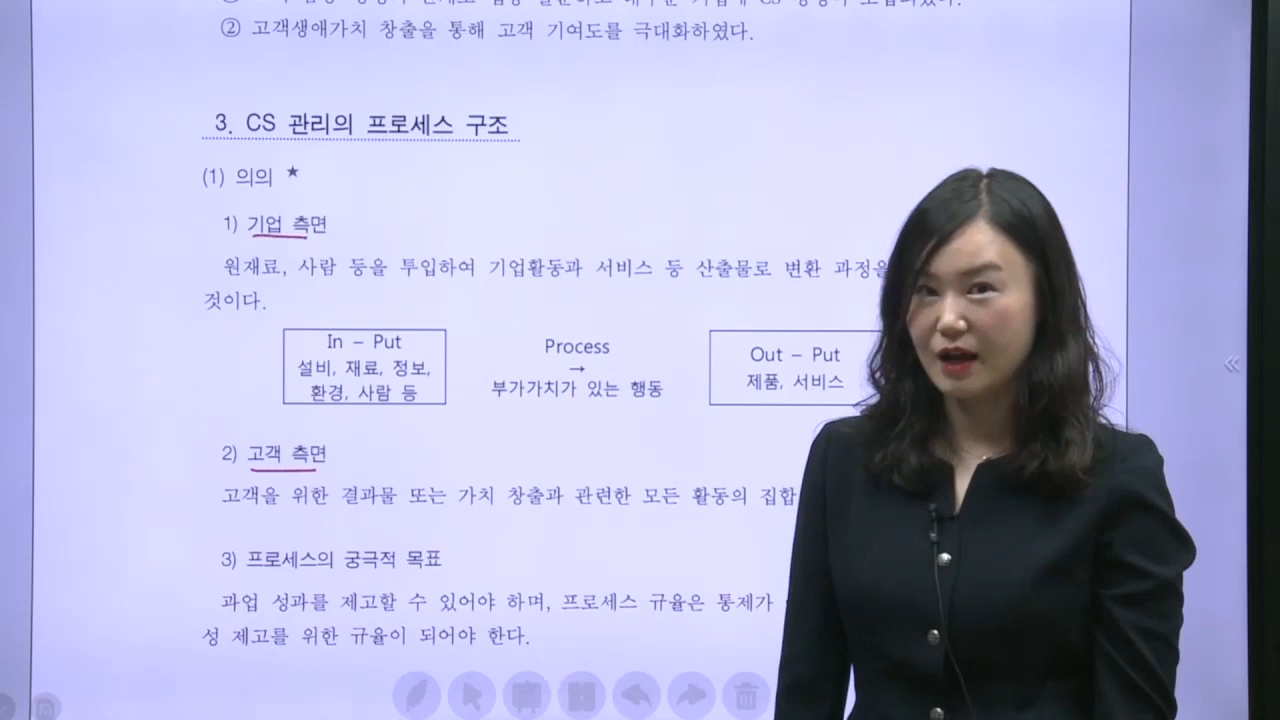 ② 고객생애가치 창출을 통해 고객 기여도를 극대화하였다.
3. CS 관리의 프로세스 구조
(1) 의의 ★
1) 기업 측면
원재료, 사람 등을 투입하여 기업활동과 서비스 등 산출물로 변환 과정을
것이다.
In – Put
설비, 재료, 정보,
환경, 사람 등
Process
→
부가가치가 있는 행동
Out – Put
제품, 서비스
2) 고객 측면
고객을 위한 결과물 또는 가치 창출과 관련한 모든 활동의 집합
3) 프로세스의 궁극적 목표
과업 성과를 제고할 수 있어야 하며, 프로세스 규율은 통제가
성 제고를 위한 규율이 되어야 한다.